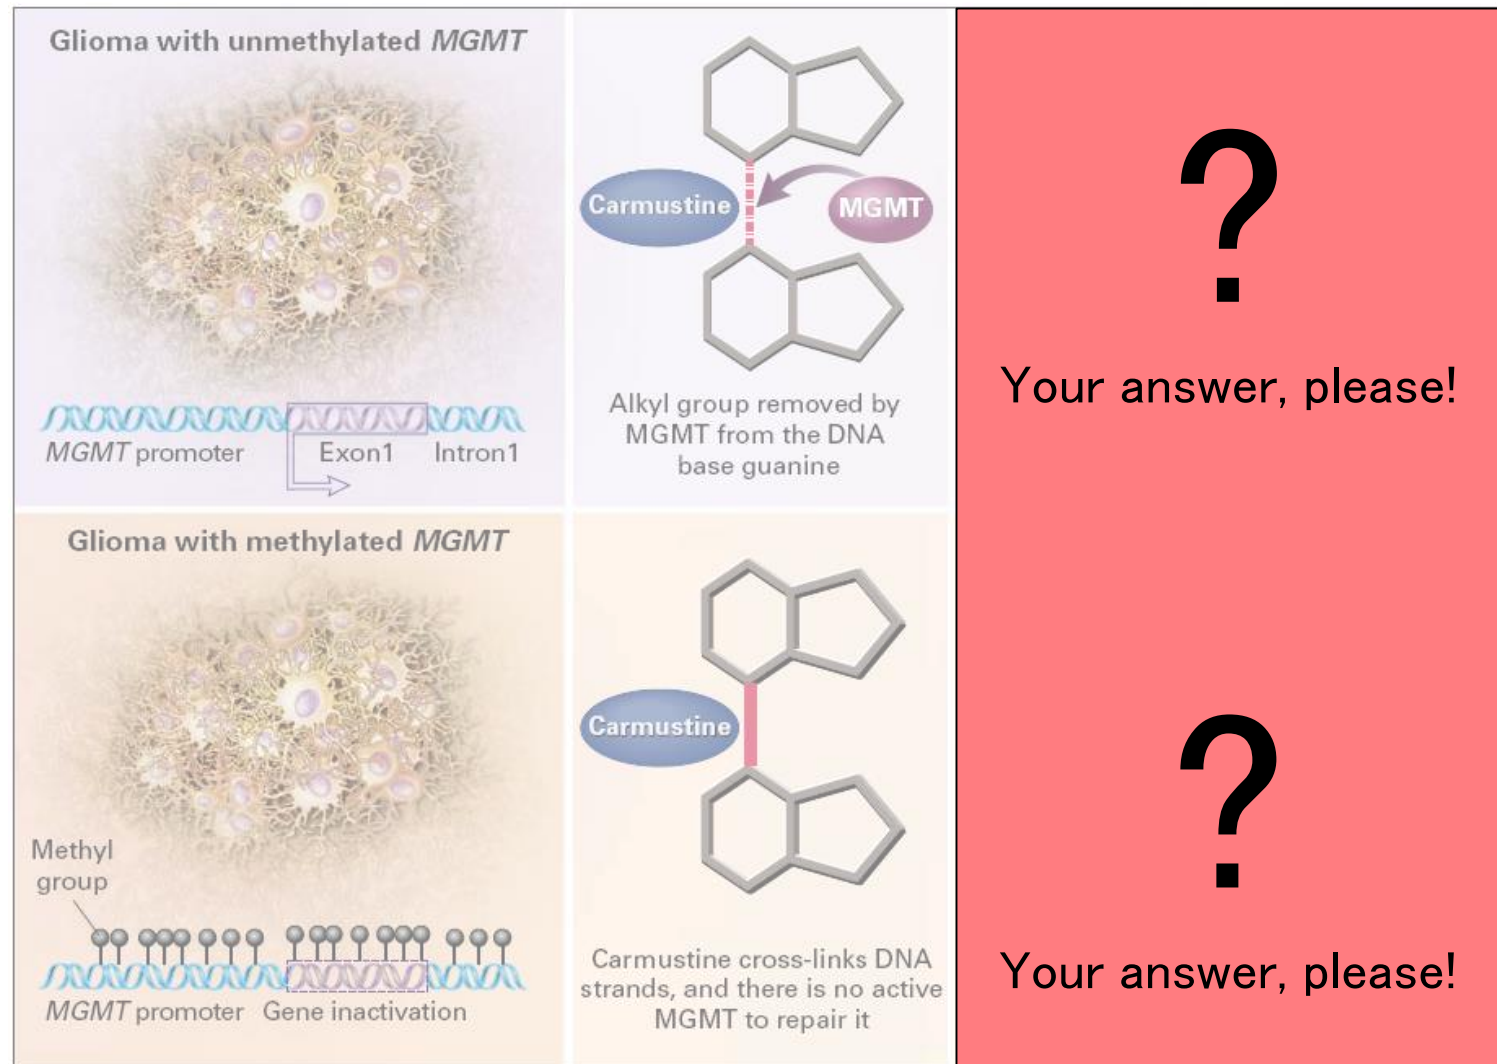 Glioma with unmethylated MGMT
MGMT promoter
Exon1
Intron1
Carmustine
MGMT
Alkyl group removed by
MGMT from the DNA
base guanine
?
Your answer, please!
Glioma with methylated MGMT
Methyl
group
MGMT promoter
Gene inactivation
Carmustine
Carmustine cross-links DNA
strands, and there is no active
MGMT to repair it
?
Your answer, please!